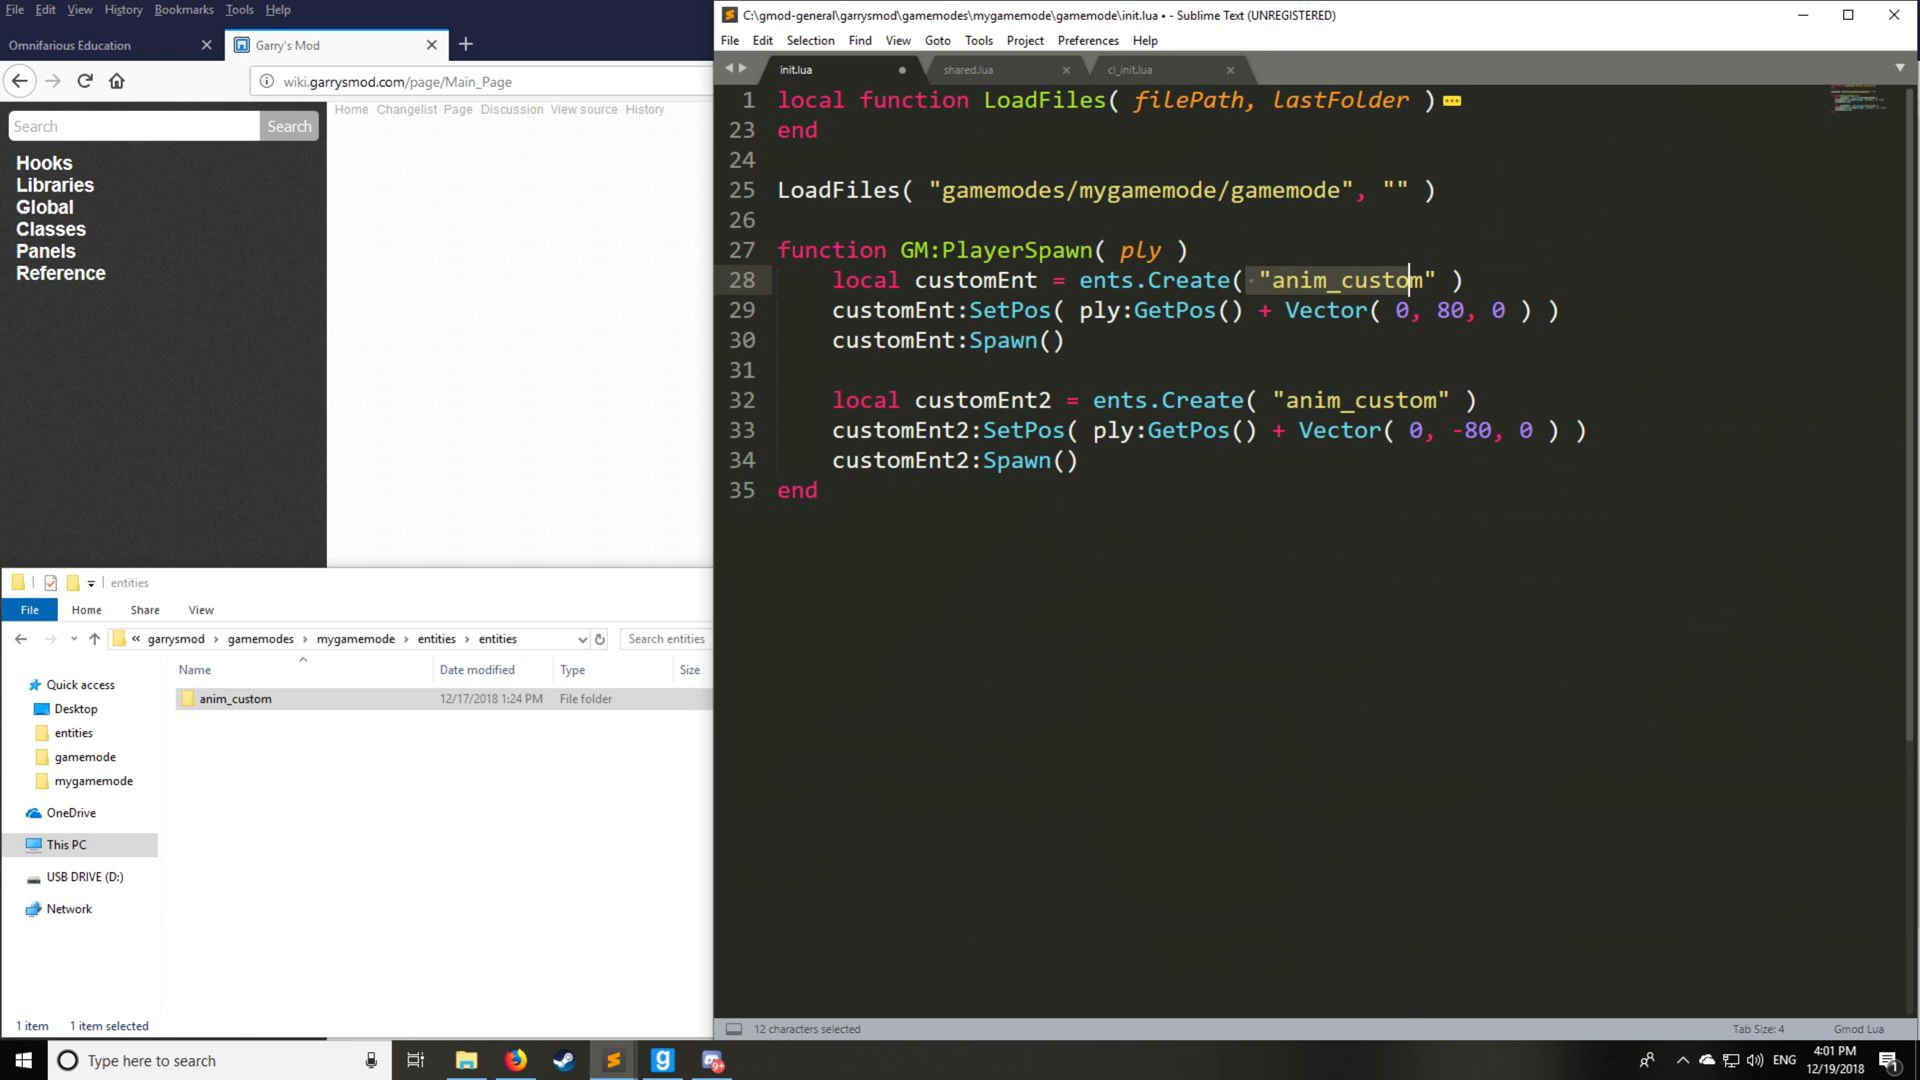 File Edit View History Bookmarks Tools Help
Omnifarious Education
Garry's Mod
wiki.garrysmod.com/page/Main_Page
Search Search
Home Changelist Page Discussion View source History
Hooks
Libraries
Global
Classes
Panels
Reference
entities
File Home Share View
« garrysmod › gamemodes › mygamemode › entities › entities
Search entities
Name Date modified Type Size
anim_custom 12/17/2018 1:24 PM File folder
Quick access
Desktop
entities
gamemode
mygamemode
OneDrive
This PC
USB DRIVE (D:)
Network
1 item 1 item selected
C:\gmod-general\garrysmod\gamemodes\mygamemode\gamemode\init.lua • - Sublime Text (UNREGISTERED)
File Edit Selection Find View Goto Tools Project Preferences Help
init.lua shared.lua cl_init.lua
1 local function LoadFiles( filePath, lastFolder )
23 end
24
25 LoadFiles( "gamemodes/mygamemode/gamemode", "" )
26
27 function GM:PlayerSpawn( ply )
28 local customEnt = ents.Create( "anim_custom" )
29 customEnt:SetPos( ply:GetPos() + Vector( 0, 80, 0 ) )
30 customEnt:Spawn()
31
32 local customEnt2 = ents.Create( "anim_custom" )
33 customEnt2:SetPos( ply:GetPos() + Vector( 0, -80, 0 ) )
34 customEnt2:Spawn()
35 end
12 characters selected
Tab Size: 4
Gmod Lua
Type here to search
9+
ENG
4:01 PM
12/19/2018
1